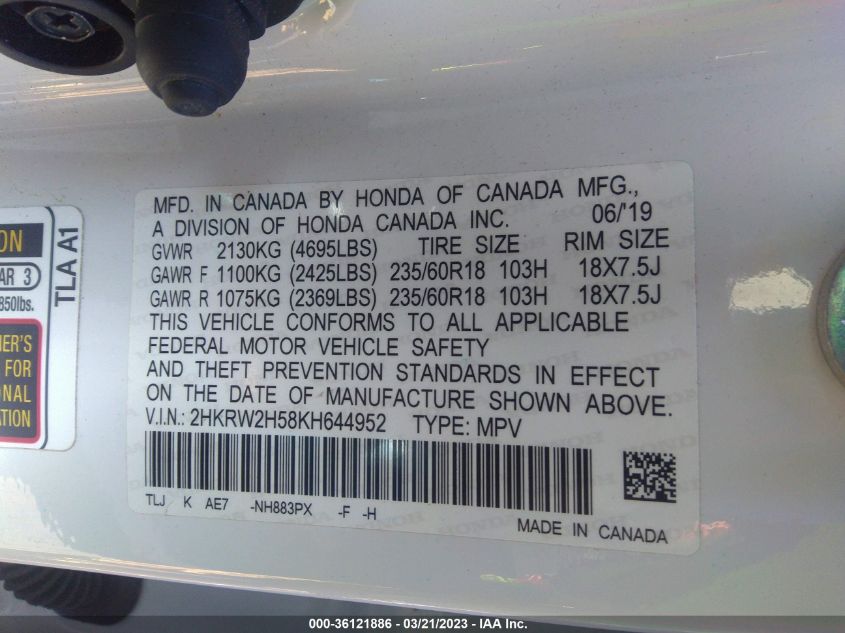 MFD. IN CANADA BY HONDA OF CANADA MFG.,
A DIVISION OF HONDA CANADA INC. 06/'19
GVWR 2130KG (4695LBS) TIRE SIZE RIM SIZE
GAWR F 1100KG (2425LBS) 235/60R18 103H 18X7.5J
GAWR R 1075KG (2369LBS) 235/60R18 103H 18X7.5J
THIS VEHICLE CONFORMS TO ALL APPLICABLE
FEDERAL MOTOR VEHICLE SAFETY
AND THEFT PREVENTION STANDARDS IN EFFECT
ON THE DATE OF MANUFACTURE SHOWN ABOVE.
V.I.N.: 2HKRW2H58KH644952 TYPE: MPV
TLJ K AE7 -NH883PX -F -H
MADE IN CANADA
ON
AR 3
850lbs.
TLA A1
NER'S
FOR
ONAL
ATION
000-36121886 - 03/21/2023 - IAA Inc.